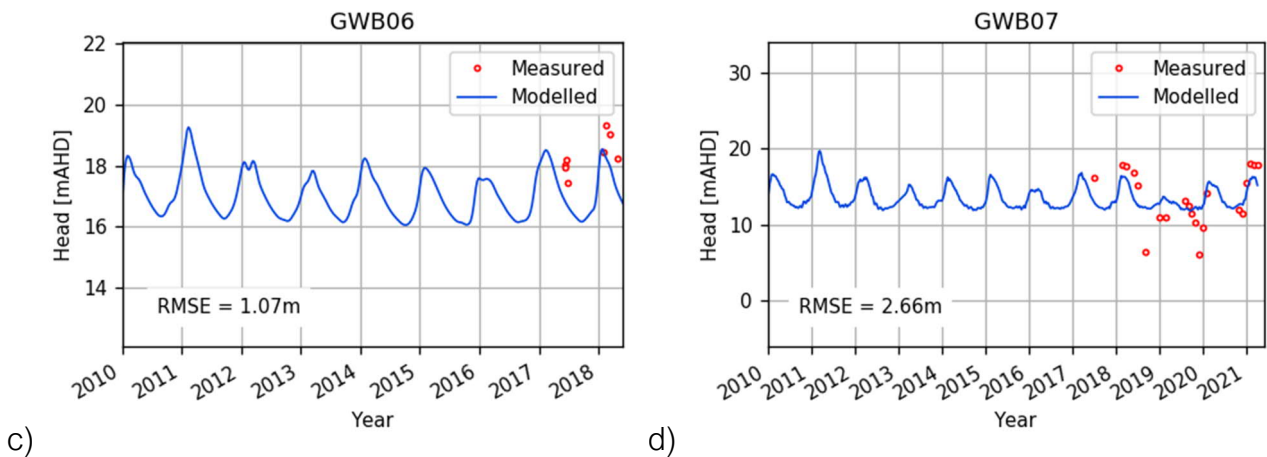 GWB06
22
20
18
16
14
Head [mAHD]
Measured
Modelled
RMSE = 1.07m
2010 2011 2012 2013 2014 2015 2016 2017 2018
Year
c)
GWB07
30
20
10
0
Head [mAHD]
Measured
Modelled
RMSE = 2.66m
2010 2011 2012 2013 2014 2015 2016 2017 2018 2019 2020 2021
Year
d)